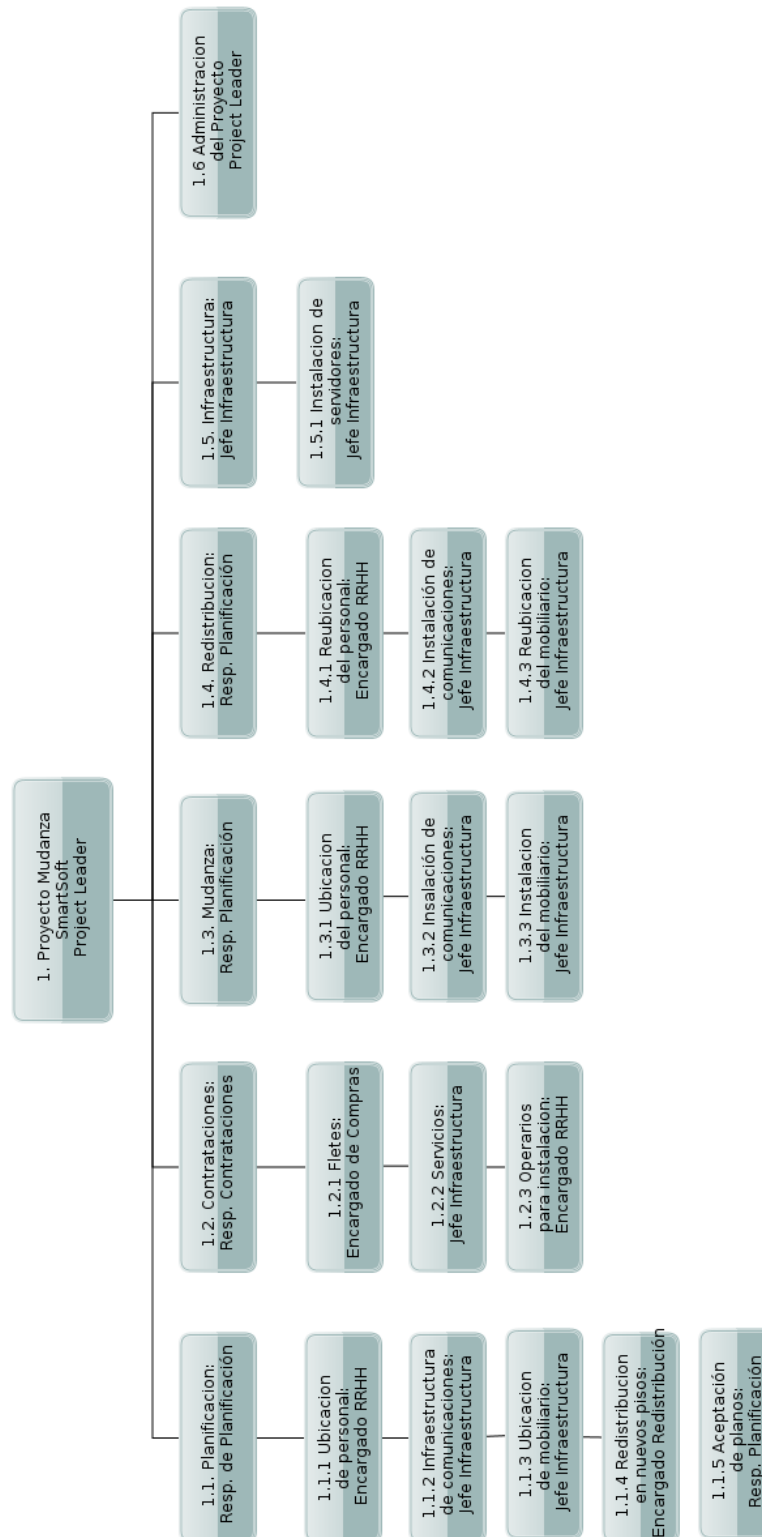 1. Proyecto Mudanza
SmartSoft
Project Leader
1.1. Planificacion:
Resp. de Planificación
1.1.1 Ubicacion
de personal:
Encargado RRHH
1.1.2 Infraestructura
de comunicaciones:
Jefe Infraestructura
1.1.3 Ubicacion
de mobiliario:
Jefe Infraestructura
1.1.4 Redistribucion
en nuevos pisos:
Encargado Redistribución
1.1.5 Aceptación
de planos:
Resp. Planificación
1.2. Contrataciones:
Resp. Contrataciones
1.2.1 Fletes:
Encargado de Compras
1.2.2 Servicios:
Jefe Infraestructura
1.2.3 Operarios
para instalacion:
Encargado RRHH
1.3. Mudanza:
Resp. Planificación
1.3.1 Ubicacion
del personal:
Encargado RRHH
1.3.2 Insalación de
comunicaciones:
Jefe Infraestructura
1.3.3 Instalacion
del mobiliario:
Jefe Infraestructura
1.4. Redistribucion:
Resp. Planificación
1.4.1 Reubicacion
del personal:
Encargado RRHH
1.4.2 Instalación de
comunicaciones:
Jefe Infraestructura
1.4.3 Reubicacion
del mobiliario:
Jefe Infraestructura
1.5. Infraestructura:
Jefe Infraestructura
1.5.1 Instalacion de
servidores:
Jefe Infraestructura
1.6 Administracion
del Proyecto
Project Leader